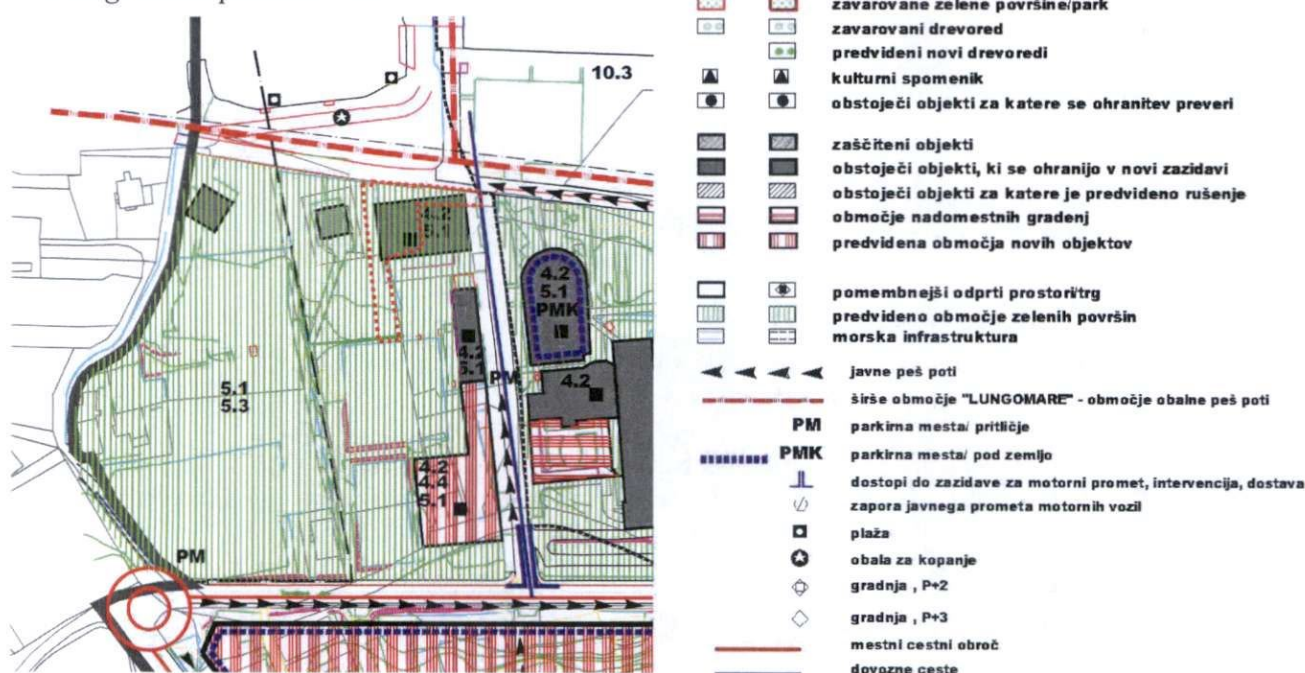 10.3
4.2
5.1
4.2
5.1
PMK
4.2
5.1
PM
4.2
5.1
5.3
4.2
4.4
5.1
PM
zavarovane zelene površine/park
zavarovani drevored
predvideni novi drevoredi
kulturni spomenik
obstoječi objekti za katere se ohranitev preveri
zaščiteni objekti
obstoječi objekti, ki se ohranijo v novi zazidavi
obstoječi objekti za katere je predvideno rušenje
območje nadomestnih gradenj
predvidena območja novih objektov
pomembnejši odprti prostori/trg
predvideno območje zelenih površin
morska infrastruktura
javne peš poti
širše območje "LUNGOMARE" - območje obalne peš poti
PM parkirna mesta/ pritličje
PMK parkirna mesta/ pod zemljo
dostopi do zazidave za motorni promet, intervencija, dostava
zapora javnega prometa motornih vozil
plaža
obala za kopanje
gradnja , P+2
gradnja , P+3
mestni cestni obroč
dovozne ceste